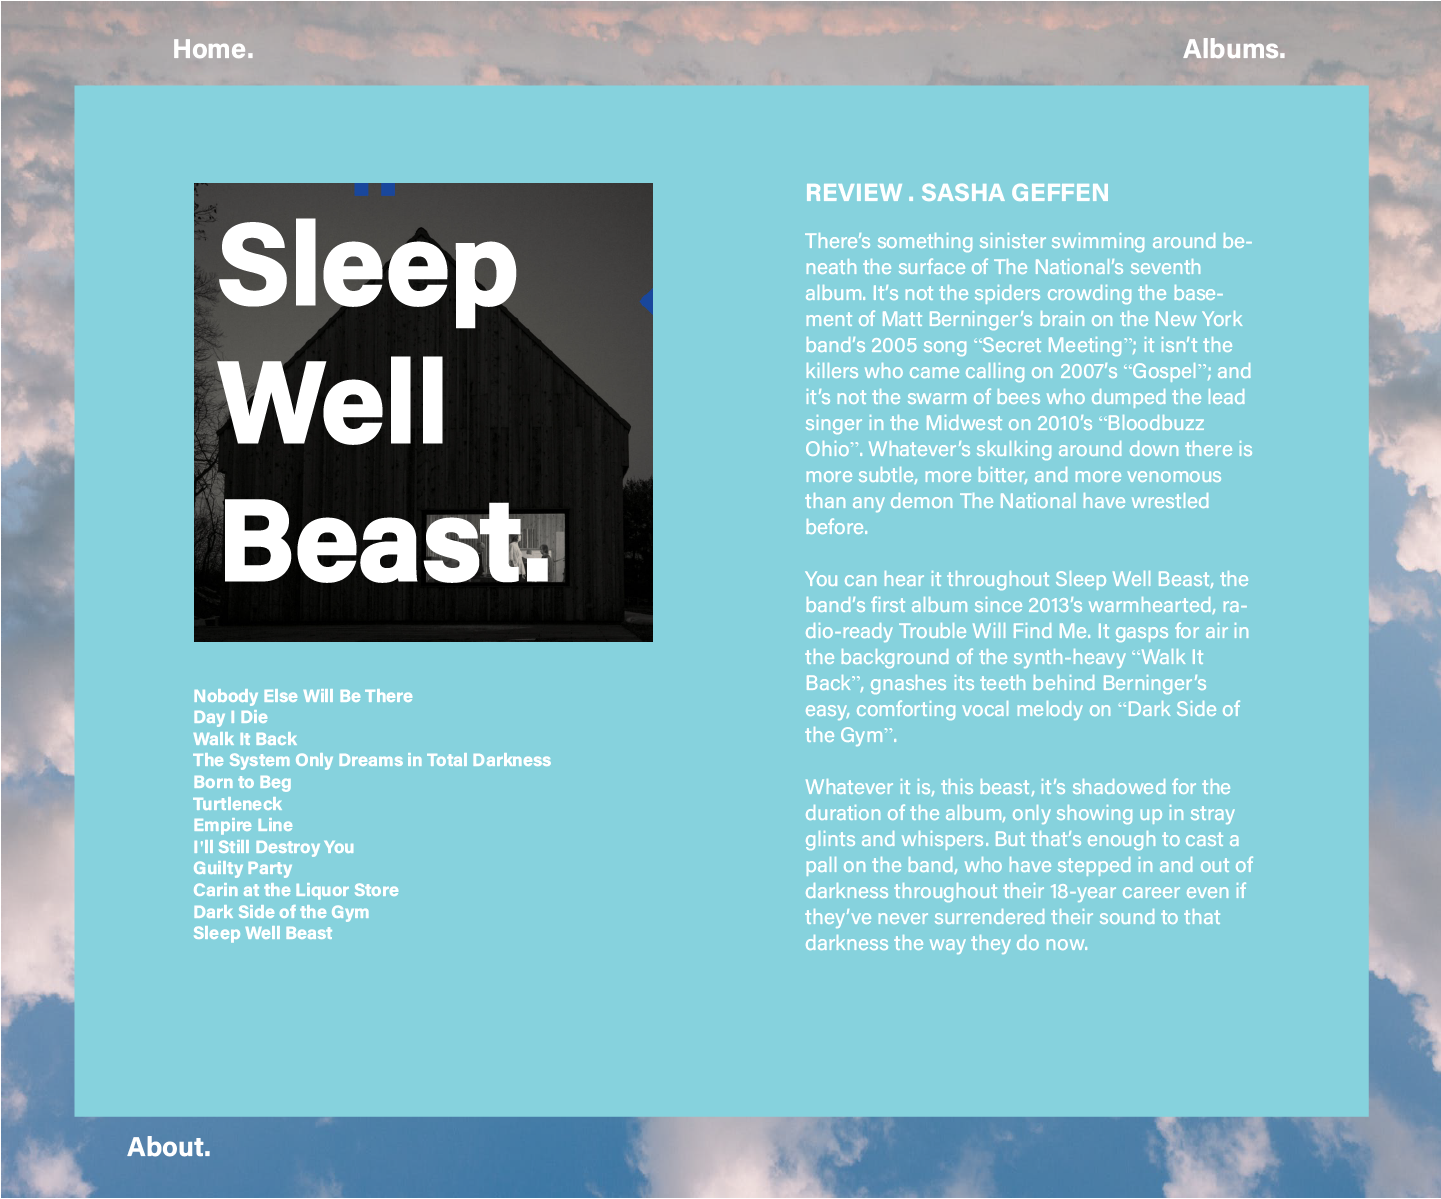 Home.
Albums.
Sleep
Well
Beast.
Nobody Else Will Be There
Day I Die
Walk It Back
The System Only Dreams in Total Darkness
Born to Beg
Turtleneck
Empire Line
I'll Still Destroy You
Guilty Party
Carin at the Liquor Store
Dark Side of the Gym
Sleep Well Beast
REVIEW . SASHA GEFFEN
There’s something sinister swimming around be-
neath the surface of The National’s seventh
album. It’s not the spiders crowding the base-
ment of Matt Berninger’s brain on the New York
band’s 2005 song “Secret Meeting”; it isn’t the
killers who came calling on 2007’s “Gospel”; and
it’s not the swarm of bees who dumped the lead
singer in the Midwest on 2010’s “Bloodbuzz
Ohio”. Whatever’s skulking around down there is
more subtle, more bitter, and more venomous
than any demon The National have wrestled
before.
You can hear it throughout Sleep Well Beast, the
band’s first album since 2013’s warmhearted, ra-
dio-ready Trouble Will Find Me. It gasps for air in
the background of the synth-heavy “Walk It
Back”, gnashes its teeth behind Berninger’s
easy, comforting vocal melody on “Dark Side of
the Gym”.
Whatever it is, this beast, it’s shadowed for the
duration of the album, only showing up in stray
glints and whispers. But that’s enough to cast a
pall on the band, who have stepped in and out of
darkness throughout their 18-year career even if
they’ve never surrendered their sound to that
darkness the way they do now.
About.